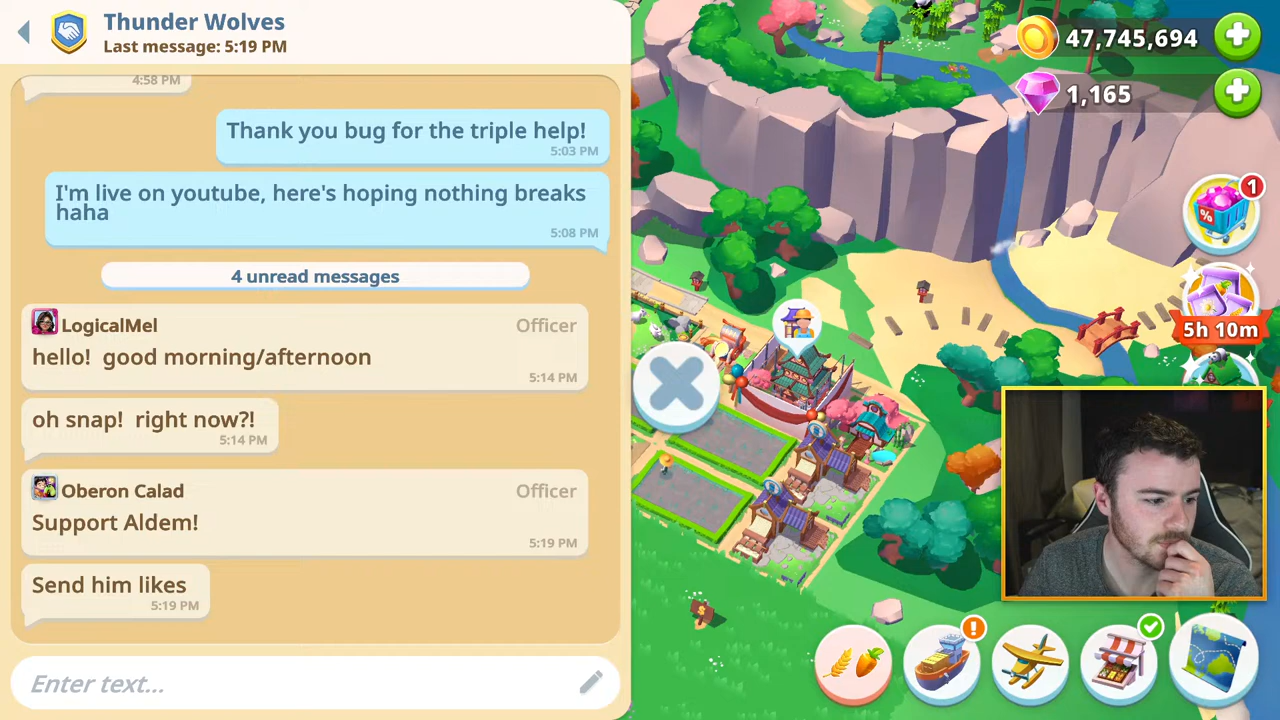 Thunder Wolves
Last message: 5:19 PM
4:58 PM
Thank you bug for the triple help!
5:03 PM
I'm live on youtube, here's hoping nothing breaks
haha
5:08 PM
4 unread messages
LogicalMel
Officer
hello!  good morning/afternoon
5:14 PM
oh snap!  right now?!
5:14 PM
Oberon Calad
Officer
Support Aldem!
5:19 PM
Send him likes
5:19 PM
Enter text...
47,745,694
1,165
1
%
5h 10m